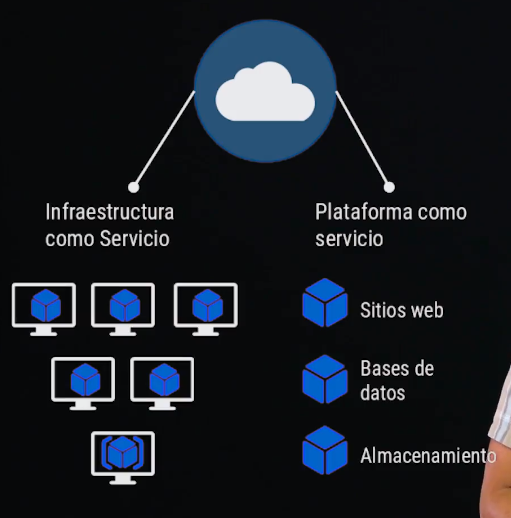 Infraestructura
como Servicio
Plataforma como
servicio
Sitios web
Bases de
datos
Almacenamiento